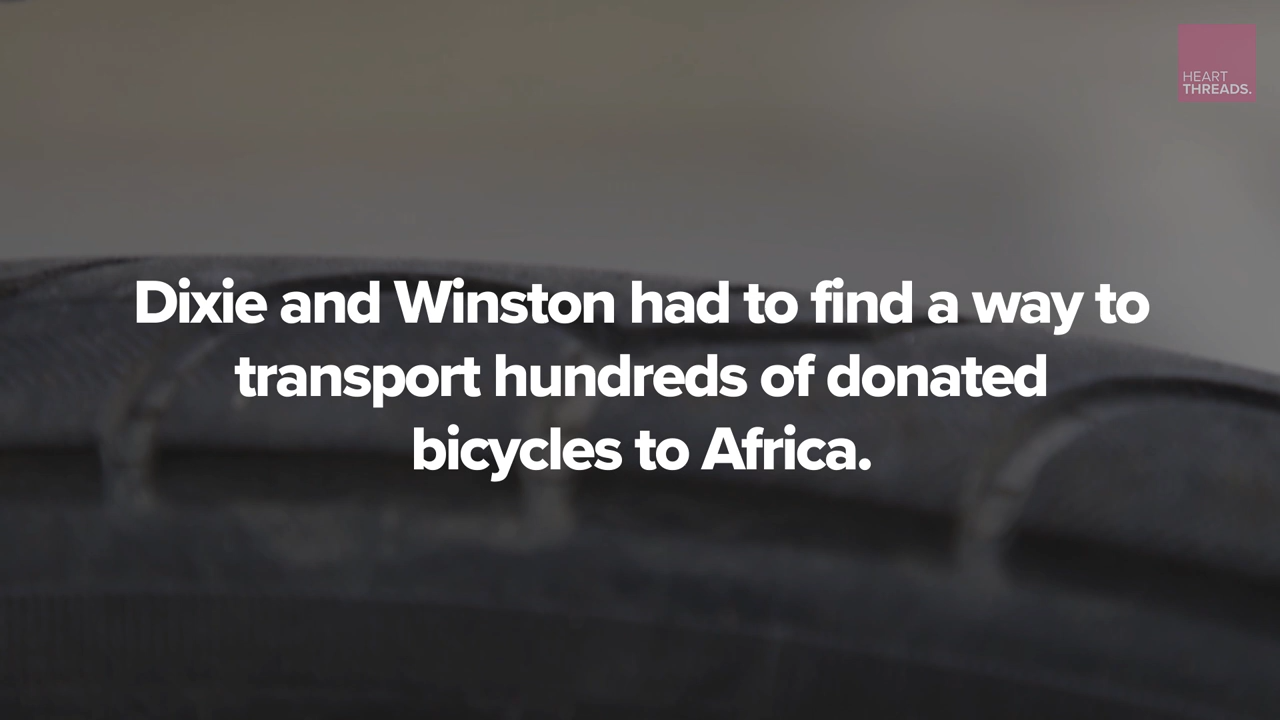 HEART
THREADS.
Dixie and Winston had to find a way to
transport hundreds of donated
bicycles to Africa.